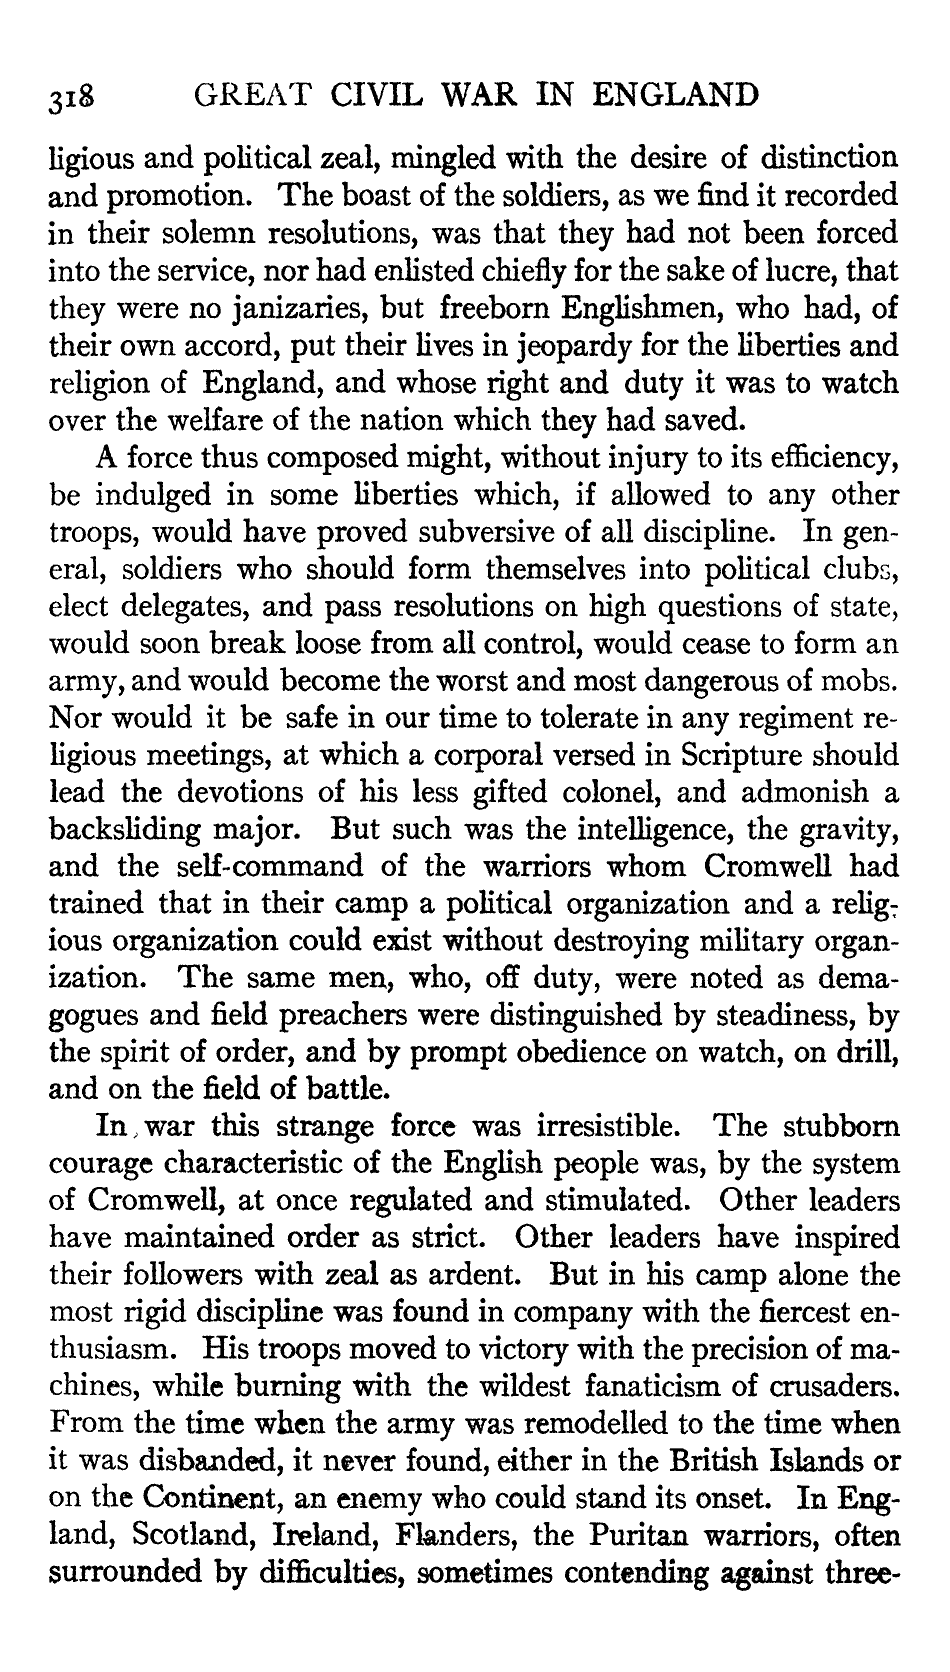 318 GREAT CIVIL WAR IN ENGLAND
ligious and political zeal, mingled with the desire of distinction
and promotion. The boast of the soldiers, as we find it recorded
in their solemn resolutions, was that they had not been forced
into the service, nor had enlisted chiefly for the sake of lucre, that
they were no janizaries, but freeborn Englishmen, who had, of
their own accord, put their lives in jeopardy for the liberties and
religion of England, and whose right and duty it was to watch
over the welfare of the nation which they had saved.
A force thus composed might, without injury to its efficiency,
be indulged in some liberties which, if allowed to any other
troops, would have proved subversive of all discipline. In gen-
eral, soldiers who should form themselves into political clubs,
elect delegates, and pass resolutions on high questions of state,
would soon break loose from all control, would cease to form an
army, and would become the worst and most dangerous of mobs.
Nor would it be safe in our time to tolerate in any regiment re-
ligious meetings, at which a corporal versed in Scripture should
lead the devotions of his less gifted colonel, and admonish a
backsliding major. But such was the intelligence, the gravity,
and the self-command of the warriors whom Cromwell had
trained that in their camp a political organization and a relig-
ious organization could exist without destroying military organ-
ization. The same men, who, off duty, were noted as dema-
gogues and field preachers were distinguished by steadiness, by
the spirit of order, and by prompt obedience on watch, on drill,
and on the field of battle.
In war this strange force was irresistible. The stubborn
courage characteristic of the English people was, by the system
of Cromwell, at once regulated and stimulated. Other leaders
have maintained order as strict. Other leaders have inspired
their followers with zeal as ardent. But in his camp alone the
most rigid discipline was found in company with the fiercest en-
thusiasm. His troops moved to victory with the precision of ma-
chines, while burning with the wildest fanaticism of crusaders.
From the time when the army was remodelled to the time when
it was disbanded, it never found, either in the British Islands or
on the Continent, an enemy who could stand its onset. In Eng-
land, Scotland, Ireland, Flanders, the Puritan warriors, often
surrounded by difficulties, sometimes contending against three-